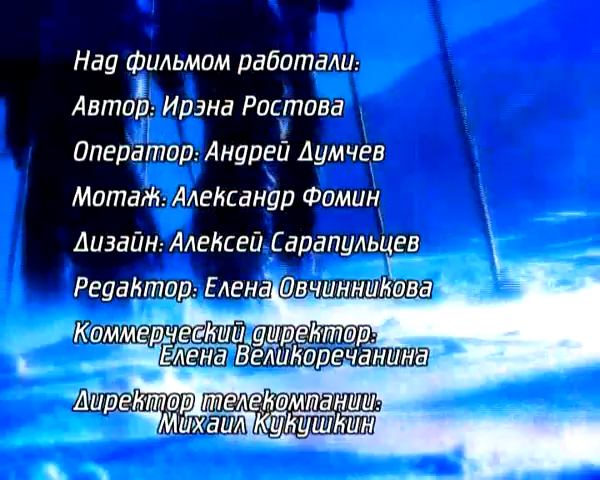 Над фильмом работали:
Автор: Ирэна Ростова
Оператор: Андрей Думчев
Мотаж: Александр Фомин
Дизайн: Алексей Сарапульцев
Редактор: Елена Овчинникова
Коммерческий директор:
Елена Великоречанина
Директор телекомпании:
Михаил Кукушкин